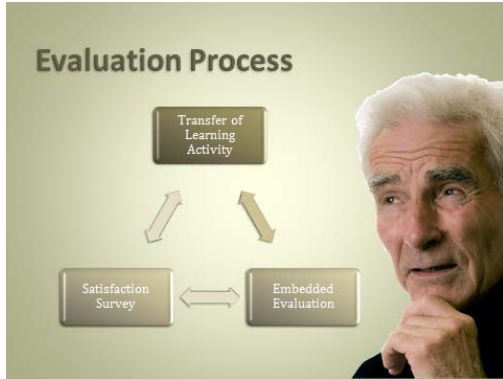 Evaluation Process
Transfer of
Learning
Activity
Satisfaction
Survey
Embedded
Evaluation